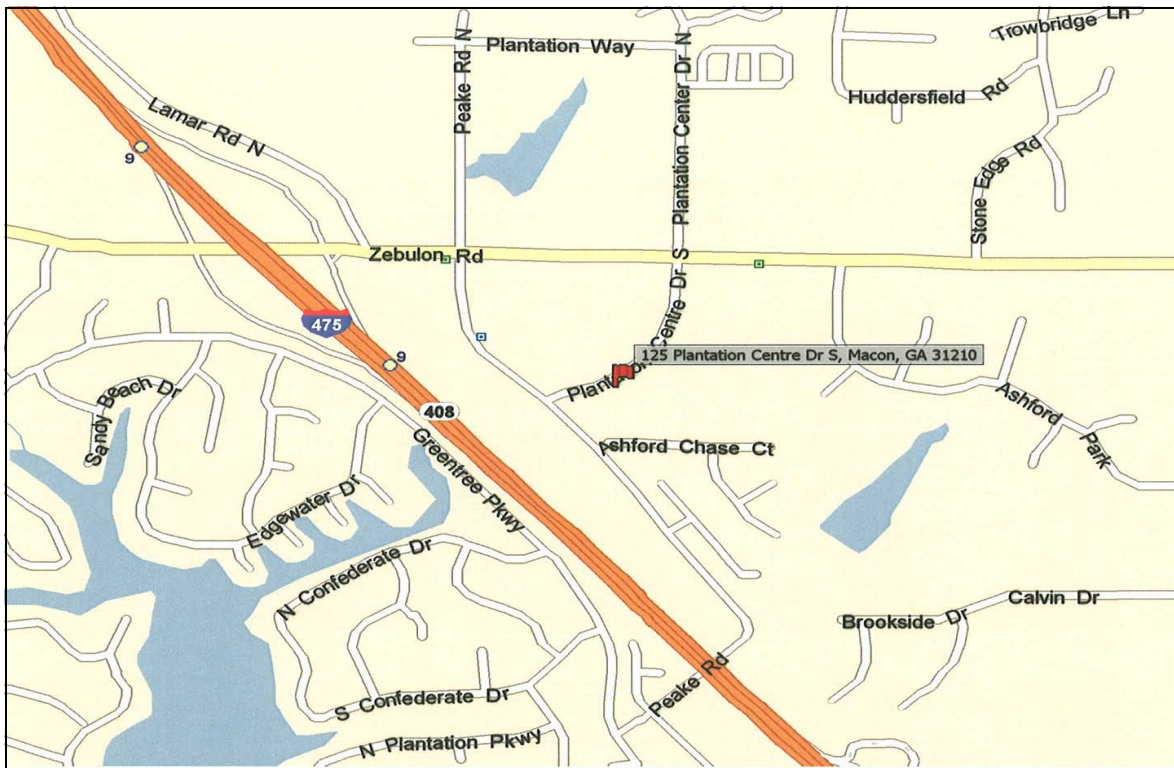 Trowbridge Ln
Plantation Way
Peake Rd N
Plantation Center Dr N
Huddersfield Rd
Lamar Rd N
9
Stone Edge Rd
Zebulon Rd
475
Plantation Centre Dr S
125 Plantation Centre Dr S, Macon, GA 31210
9
Sandy Beach Dr
408
Ashford Park
Greentree Pkwy
Ashford Chase Ct
Edgewater Dr
N Confederate Dr
Calvin Dr
Brookside Dr
Peake Rd
S Confederate Dr
N Plantation Pkwy